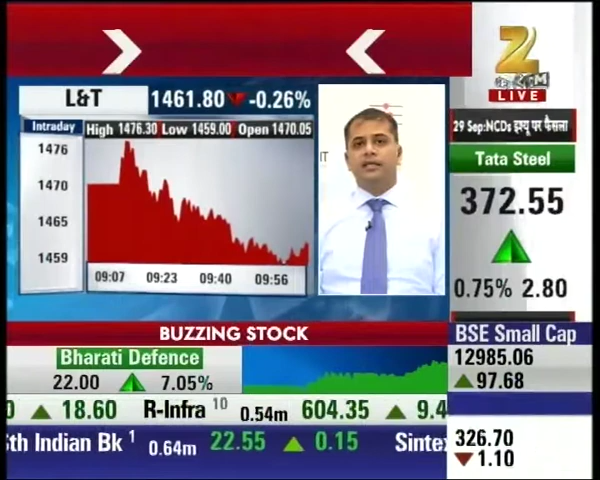 L&T
1461.80 -0.26%
Intraday
High 1476.30 Low 1459.00 Open 1470.05
1476
1470
1465
1459
09:07 09:23 09:40 09:56
LIVE
29 Sep:NCDs इश्यू पर फैसला
Tata Steel
372.55
0.75% 2.80
BUZZING STOCK
Bharati Defence
22.00 7.05%
BSE Small Cap
12985.06
97.68
0 18.60 R-Infra 10 0.54m 604.35 9.4
th Indian Bk 1 0.64m 22.55 0.15 Sintex
326.70
1.10